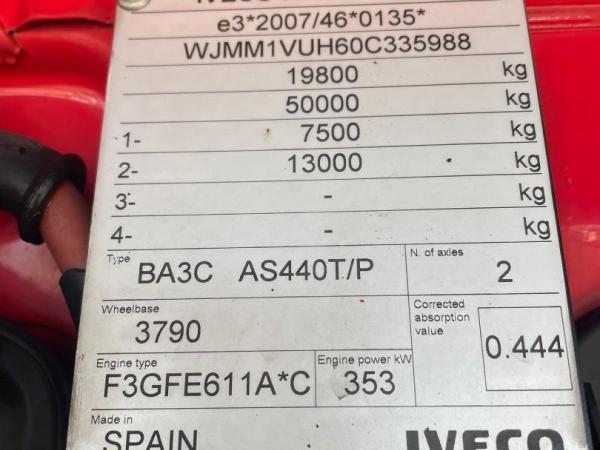 e3*2007/46*0135*
WJMM1VUH60C335988
19800 kg
50000 kg
1- 7500 kg
2- 13000 kg
3- - kg
4- - kg
Type BA3C AS440T/P N. of axles 2
Wheelbase 3790 Corrected absorption value 0.444
Engine type F3GFE611A*C Engine power kW 353
Made in SPAIN IVECO